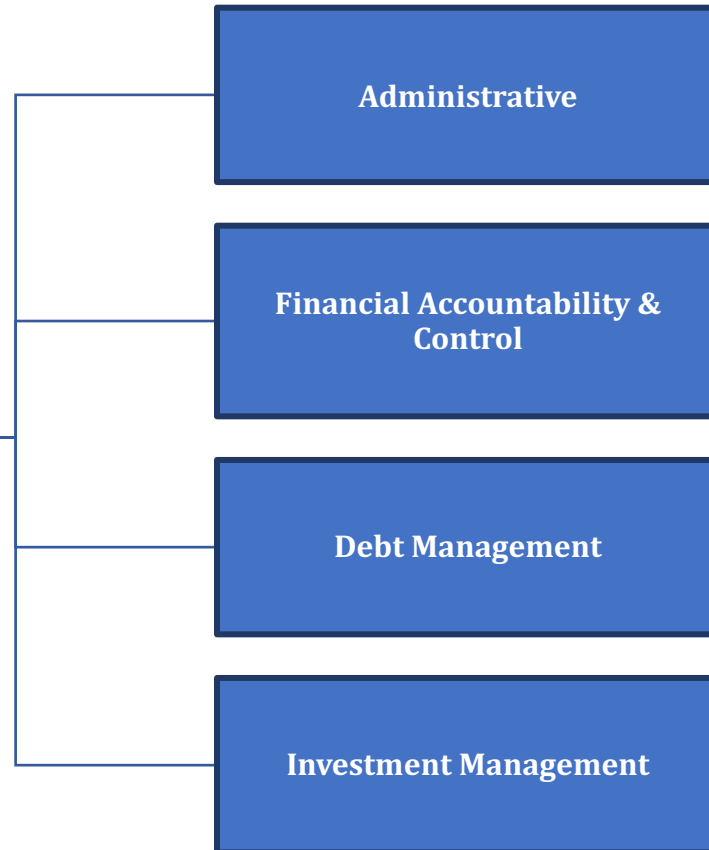 Administrative
Financial Accountability &
Control
Debt Management
Investment Management